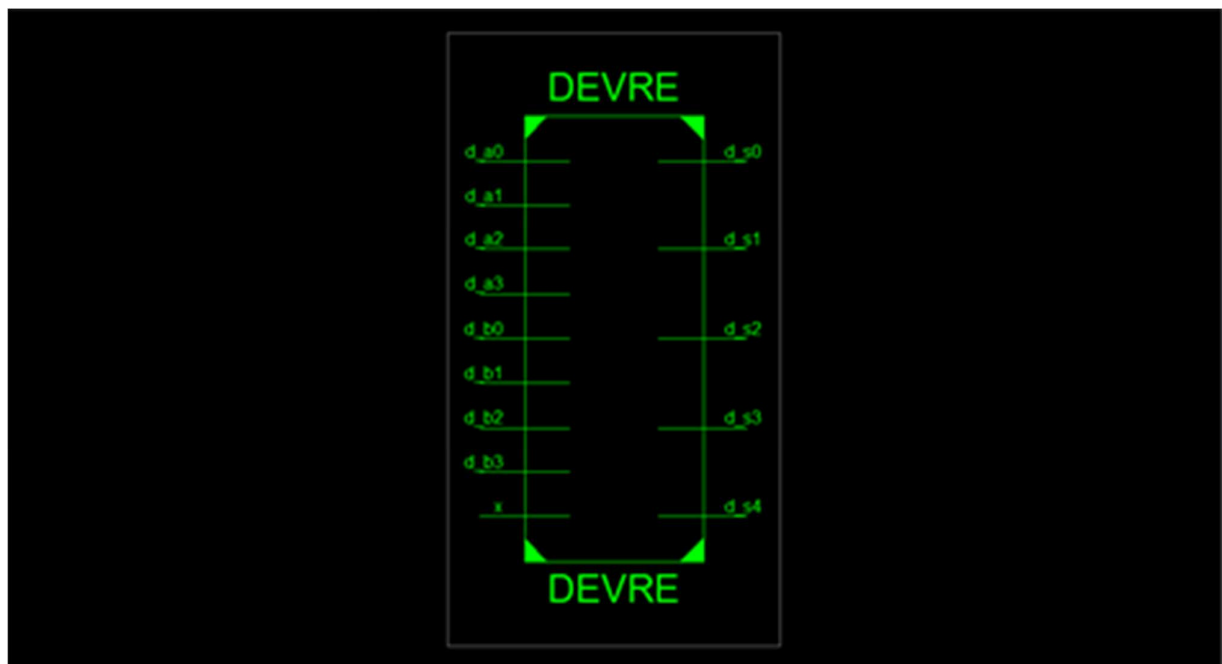 DEVRE
d_a0 d_s0
d_a1
d_a2 d_s1
d_a3
d_b0 d_s2
d_b1
d_b2 d_s3
d_b3
x d_s4
DEVRE